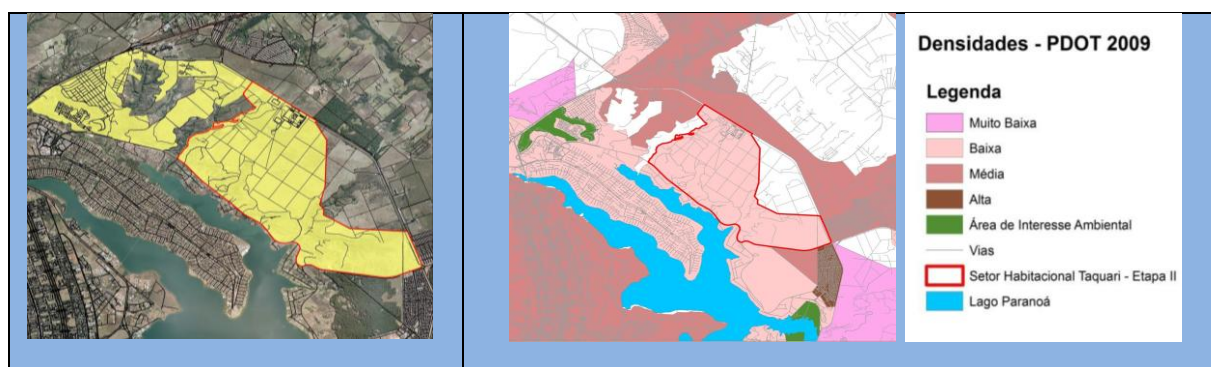 Densidades - PDOT 2009
Legenda
Muito Baixa
Baixa
Média
Alta
Área de Interesse Ambiental
Vias
Setor Habitacional Taquari - Etapa II
Lago Paranoá